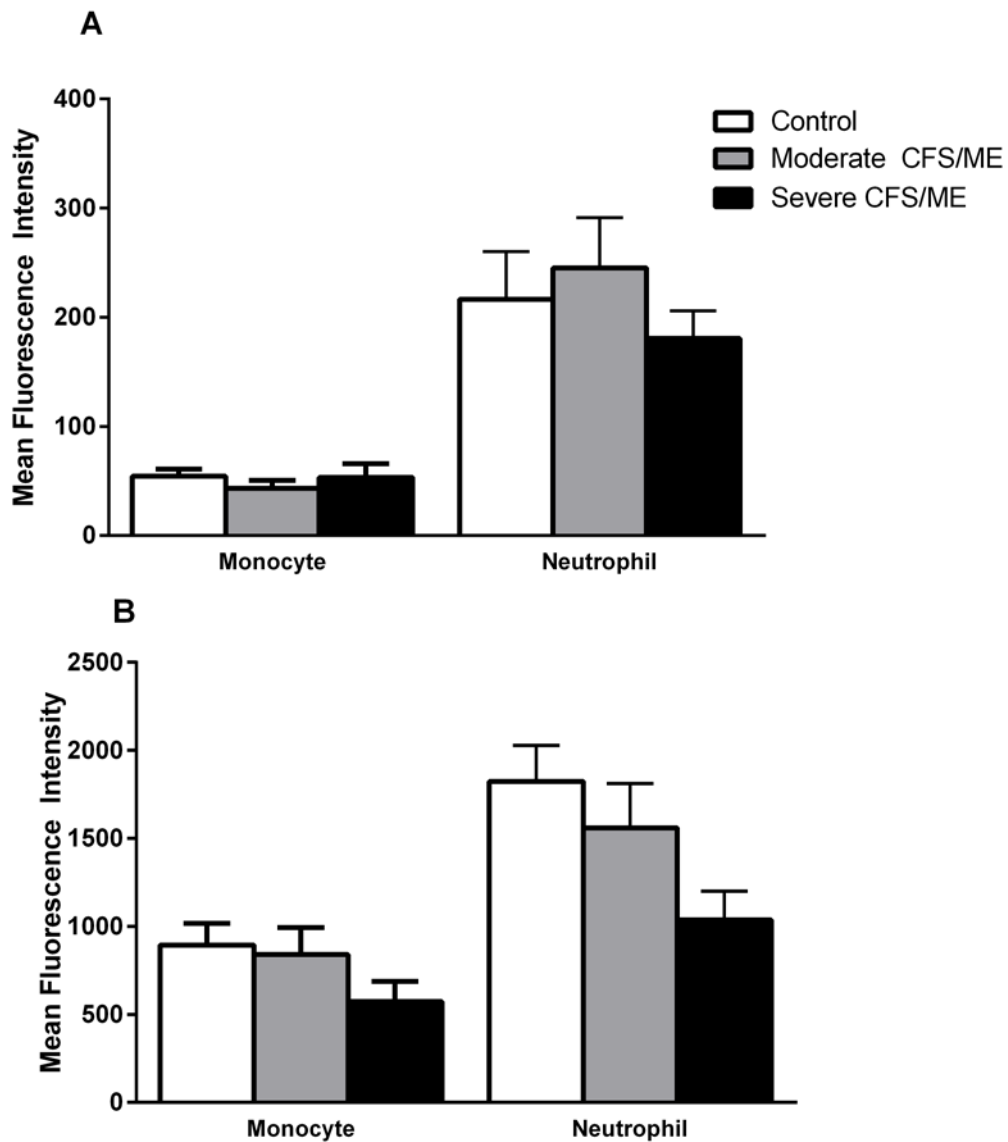 A
Mean Fluorescence Intensity
400
300
200
100
0
Control
Moderate CFS/ME
Severe CFS/ME
Monocyte
Neutrophil
B
Mean Fluorescence Intensity
2500
2000
1500
1000
500
0
Monocyte
Neutrophil